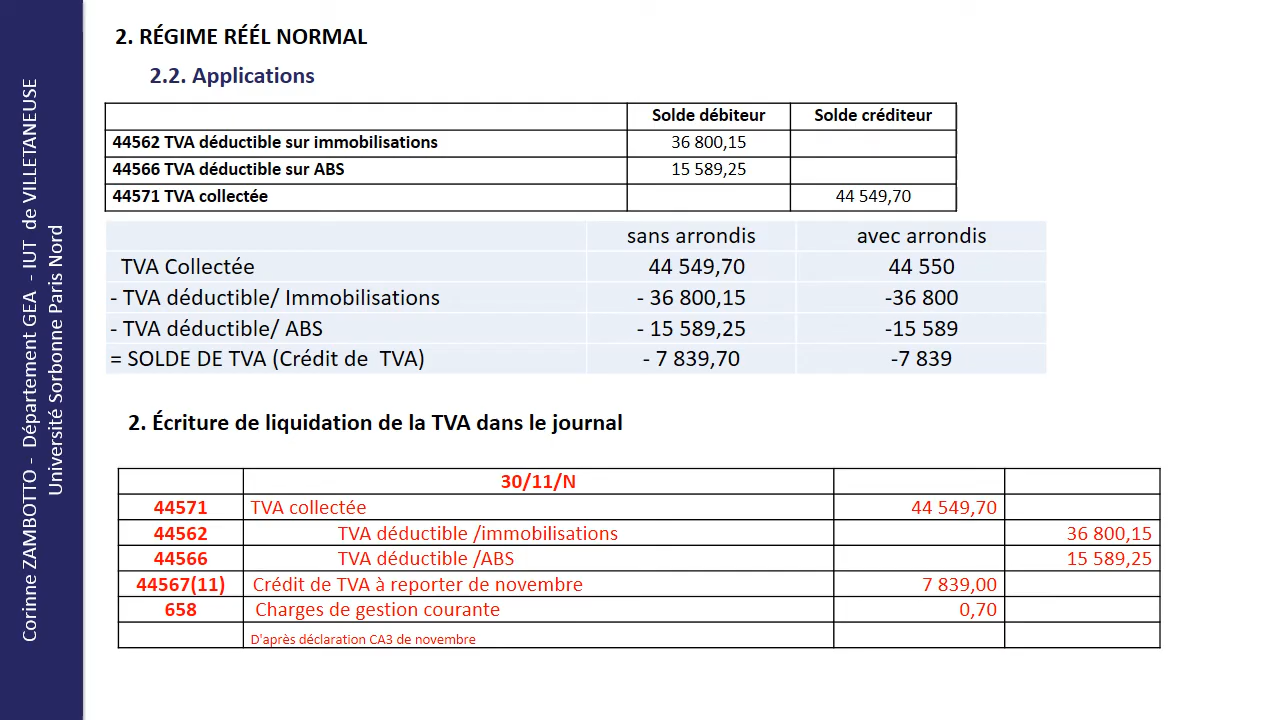 Corinne ZAMBOTTO - Département GEA - IUT de VILLETANEUSE
Université Sorbonne Paris Nord
2. RÉGIME RÉÉL NORMAL
2.2. Applications
Solde débiteur Solde créditeur
44562 TVA déductible sur immobilisations 36 800,15
44566 TVA déductible sur ABS 15 589,25
44571 TVA collectée 44 549,70
sans arrondis avec arrondis
TVA Collectée 44 549,70 44 550
- TVA déductible/ Immobilisations - 36 800,15 -36 800
- TVA déductible/ ABS - 15 589,25 -15 589
= SOLDE DE TVA (Crédit de TVA) - 7 839,70 -7 839
2. Écriture de liquidation de la TVA dans le journal
30/11/N
44571 TVA collectée 44 549,70
44562 TVA déductible /immobilisations 36 800,15
44566 TVA déductible /ABS 15 589,25
44567(11) Crédit de TVA à reporter de novembre 7 839,00
658 Charges de gestion courante 0,70
D'après déclaration CA3 de novembre